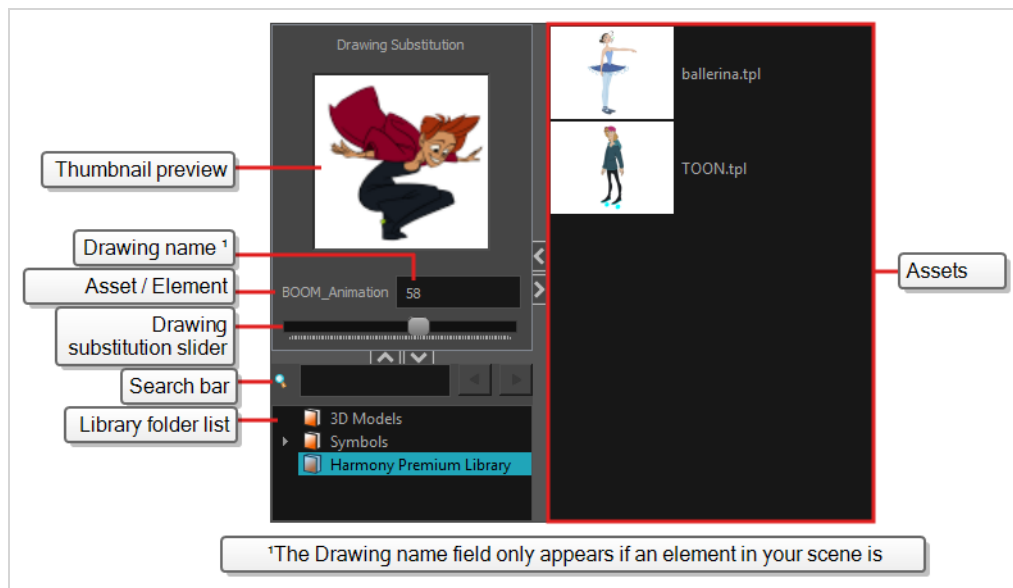 Drawing Substitution
ballerina.tpl
TOON.tpl
Thumbnail preview
Drawing name ¹
Asset / Element
BOOM_Animation 58
Drawing
substitution slider
Assets
Search bar
Library folder list
3D Models
Symbols
Harmony Premium Library
¹The Drawing name field only appears if an element in your scene is